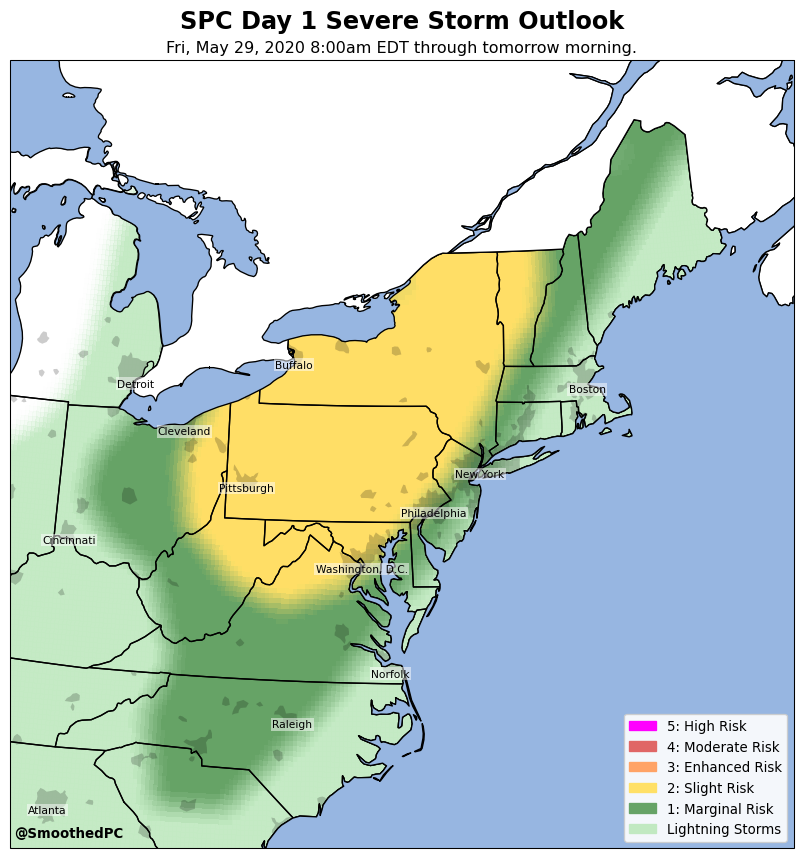 SPC Day 1 Severe Storm Outlook
Fri, May 29, 2020 8:00am EDT through tomorrow morning.
Buffalo
Detroit
Boston
Cleveland
New York
Pittsburgh
Philadelphia
Cincinnati
Washington, D.C.
Norfolk
Raleigh
5: High Risk
4: Moderate Risk
3: Enhanced Risk
2: Slight Risk
1: Marginal Risk
Lightning Storms
Atlanta
@SmoothedPC